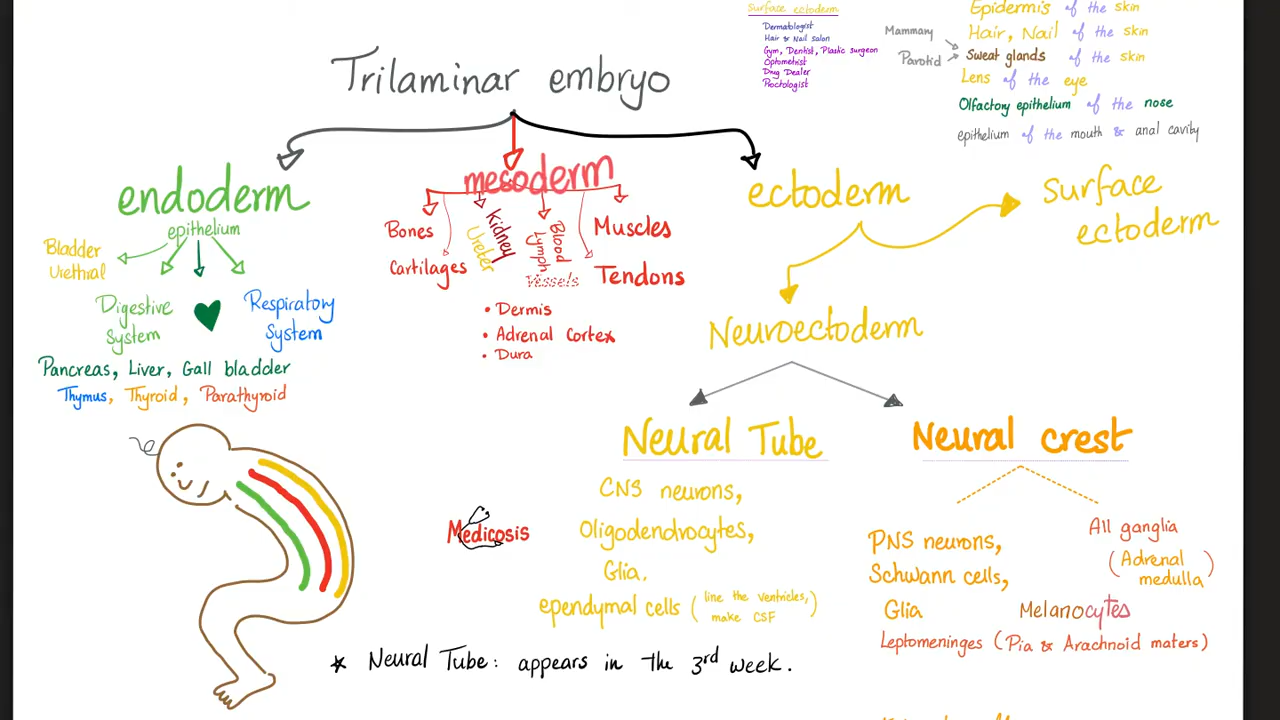 Surface ectoderm
Dermatologist
Hair & Nail salon
Gym, Dentist, Plastic surgeon
Optometrist
Drug Dealer
Proctologist
Mammary
Parotid
Epidermis of the skin
Hair, Nail of the skin
Sweat glands of the skin
Lens of the eye
Olfactory epithelium of the nose
epithelium of the mouth & anal cavity
Trilaminar embryo
endoderm
epithelium
Bladder
Urethral
Digestive
System
Respiratory
System
Pancreas, Liver, Gall bladder
Thymus, Thyroid, Parathyroid
mesoderm
Bones
Cartilages
Kidney
Ureter
Blood
Lymph
Vessels
Muscles
Tendons
• Dermis
• Adrenal Cortex
• Dura
ectoderm
Surface
ectoderm
Neuroectoderm
Neural Tube
CNS neurons,
Oligodendrocytes,
Glia,
ependymal cells (line the ventricles,
make CSF)
Neural crest
PNS neurons,
Schwann cells,
Glia
All ganglia
(Adrenal
medulla)
Melanocytes
Leptomeninges (Pia & Arachnoid maters)
Medicosis
* Neural Tube: appears in the 3rd week.